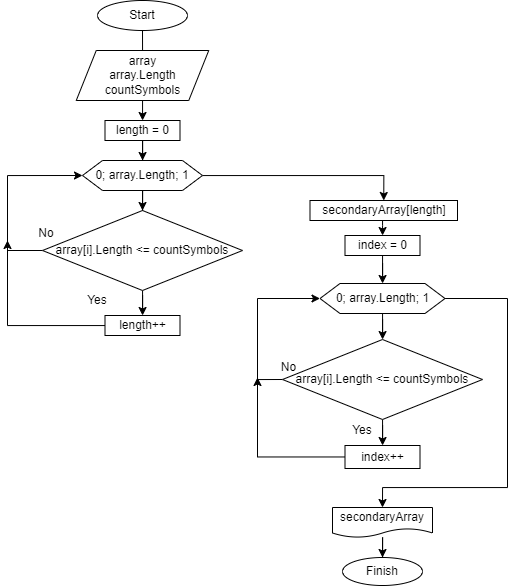 Start
array
array.Length
countSymbols
length = 0
0; array.Length; 1
No
array[i].Length <= countSymbols
Yes
length++
secondaryArray[length]
index = 0
0; array.Length; 1
No
array[i].Length <= countSymbols
Yes
index++
secondaryArray
Finish